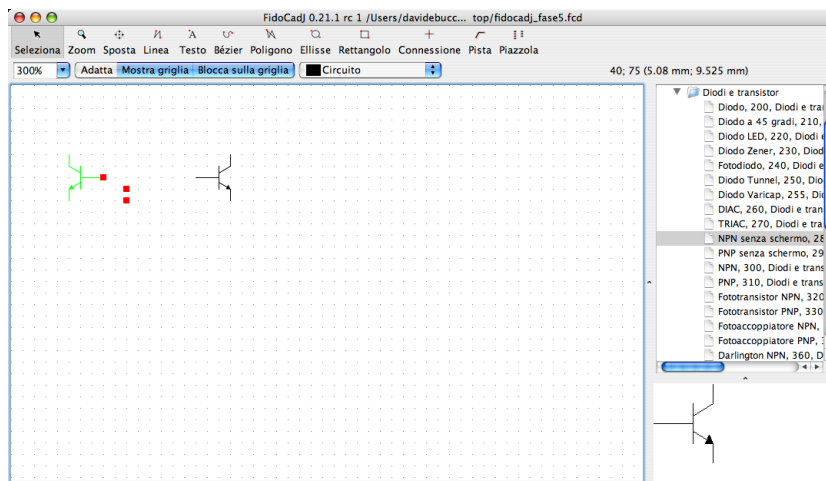 FidoCadJ 0.21.1 rc 1 /Users/davidebucc... top/fidocadj_fase5.fcd
Seleziona Zoom Sposta Linea Testo Bézier Poligono Ellisse Rettangolo Connessione Pista Piazzola
300% Adatta Mostra griglia Blocca sulla griglia Circuito 40; 75 (5.08 mm; 9.525 mm)
Diodi e transistor
Diodo, 200, Diodi e tra
Diodo a 45 gradi, 210,
Diodo LED, 220, Diodi e
Diodo Zener, 230, Diod
Fotodiodo, 240, Diodi e
Diodo Tunnel, 250, Dio
Diodo Varicap, 255, Di
DIAC, 260, Diodi e tran
TRIAC, 270, Diodi e tra
NPN senza schermo, 28
PNP senza schermo, 29
NPN, 300, Diodi e trans
PNP, 310, Diodi e trans
Fototransistor NPN, 320
Fototransistor PNP, 330
Fotoaccoppiatore NPN,
Fotoaccoppiatore PNP, 3
Darlington NPN, 360, D